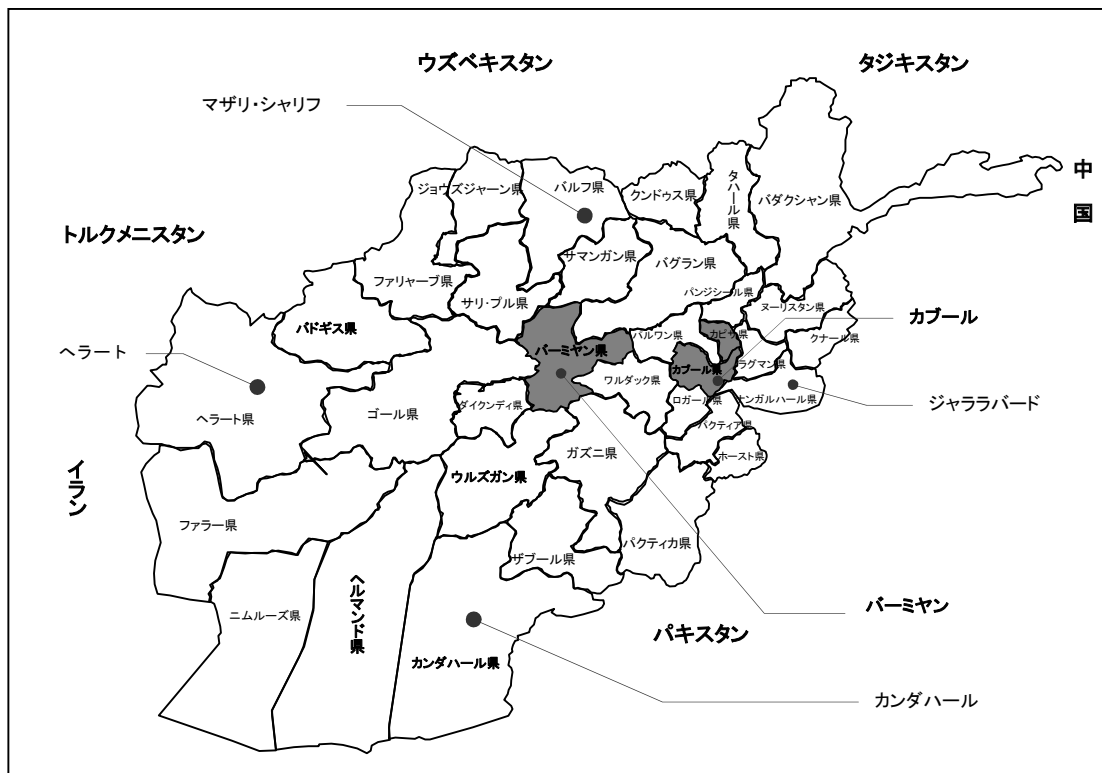 ウズベキスタン
タジキスタン
マザリ・シャリフ
中
国
ジョウズジャーン県
バルフ県
クンドゥス県
タハール県
バダクシャン県
トルクメニスタン
サマンガン県
バグラン県
ファリャーブ県
サリ・プル県
パンジシール県
ヌーリスタン県
カブール
バドギス県
バーミヤン県
パルワン県
カピサ県
クナール県
ヘラート
カブール県
ラグマン県
ワルダック県
ナンガルハール県
ジャララバード
ヘラート県
ゴール県
ダイクンディ県
ロガール県
パクティア県
ホースト県
イラン
ウルズガン県
ガズニ県
ファラー県
ザブール県
パクティカ県
ニムルーズ県
ヘルマンド県
バーミヤン
パキスタン
カンダハール県
カンダハール